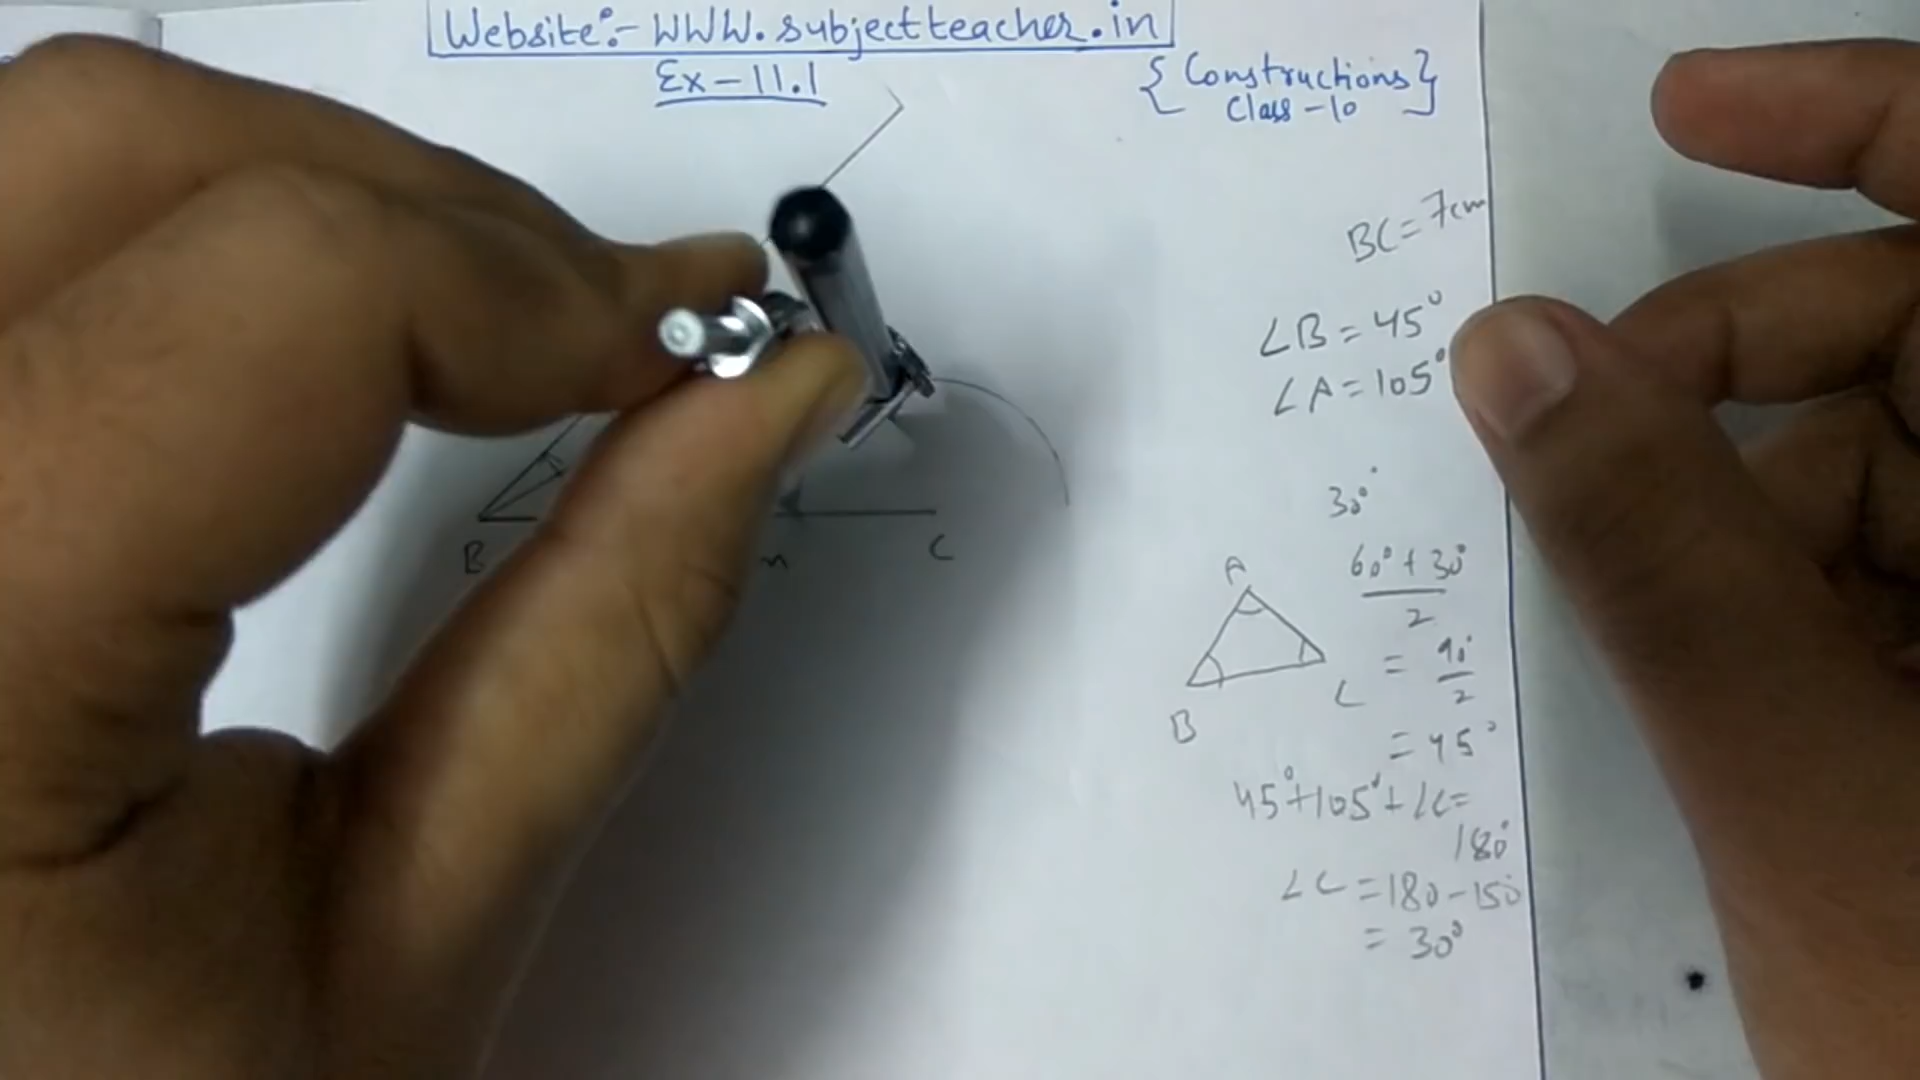 Website:- WWW.subjectteacher.in
Ex-11.1
{Constructions}
Class-10
BC=7cm
∠B=45°
∠A=105°
30°
60°+30°
2
= 90°
2
=45°
A
B
C
45°+105°+∠C=
180°
∠C=180-150°
= 30°
B
C